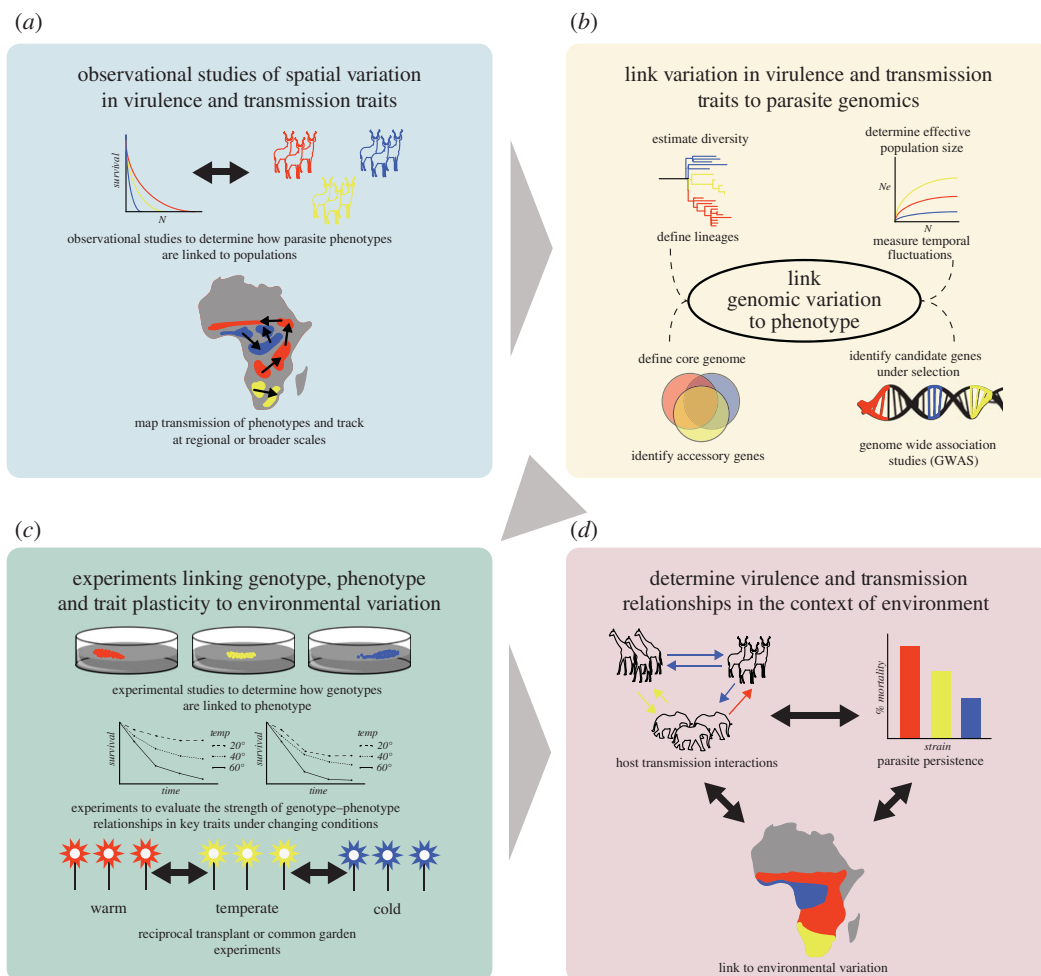 (a)
observational studies of spatial variation
in virulence and transmission traits
survival
N
observational studies to determine how parasite phenotypes
are linked to populations
map transmission of phenotypes and track
at regional or broader scales
(b)
link variation in virulence and transmission
traits to parasite genomics
estimate diversity
define lineages
determine effective
population size
Ne
N
measure temporal
fluctuations
link
genomic variation
to phenotype
define core genome
identify accessory genes
identify candidate genes
under selection
genome wide association
studies (GWAS)
(c)
experiments linking genotype, phenotype
and trait plasticity to environmental variation
experimental studies to determine how genotypes
are linked to phenotype
survival
time
temp
20°
40°
60°
survival
time
temp
20°
40°
60°
experiments to evaluate the strength of genotype–phenotype
relationships in key traits under changing conditions
warm
temperate
cold
reciprocal transplant or common garden
experiments
(d)
determine virulence and transmission
relationships in the context of environment
host transmission interactions
% mortality
strain
parasite persistence
link to environmental variation